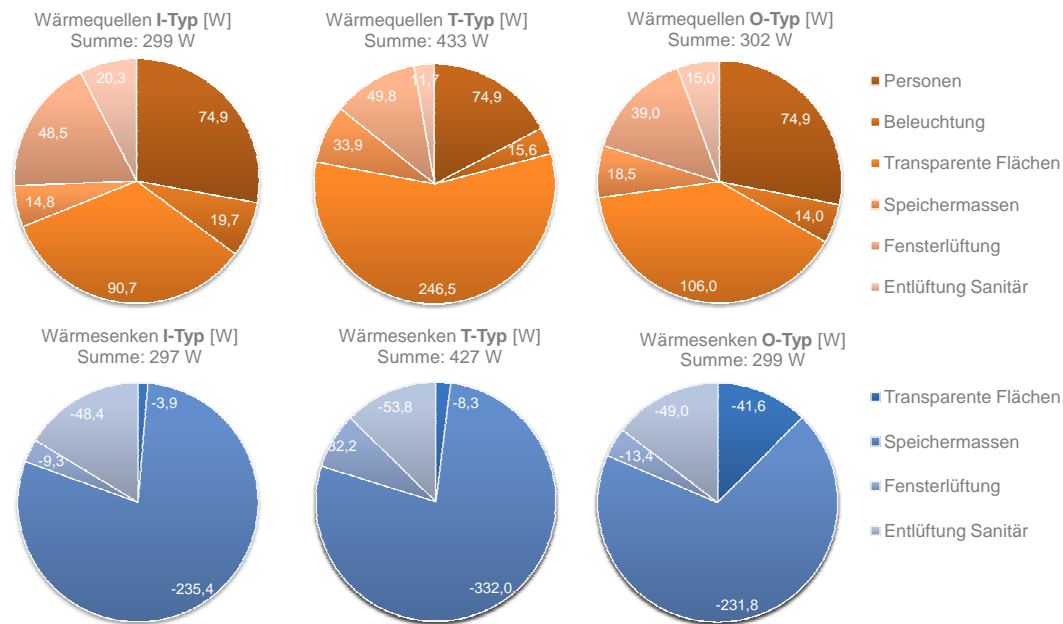 Wärmequellen I-Typ [W]
Summe: 299 W
20,3
74,9
48,5
14,8
19,7
90,7
Wärmequellen T-Typ [W]
Summe: 433 W
11,7
74,9
49,8
33,9
15,6
246,5
Wärmequellen O-Typ [W]
Summe: 302 W
15,0
74,9
39,0
18,5
14,0
106,0
Personen
Beleuchtung
Transparente Flächen
Speichermassen
Fensterlüftung
Entlüftung Sanitär
Wärmesenken I-Typ [W]
Summe: 297 W
-48,4
-3,9
-9,3
-235,4
Wärmesenken T-Typ [W]
Summe: 427 W
-53,8
-8,3
-32,2
-332,0
Wärmesenken O-Typ [W]
Summe: 299 W
-49,0
-41,6
-13,4
-231,8
Transparente Flächen
Speichermassen
Fensterlüftung
Entlüftung Sanitär